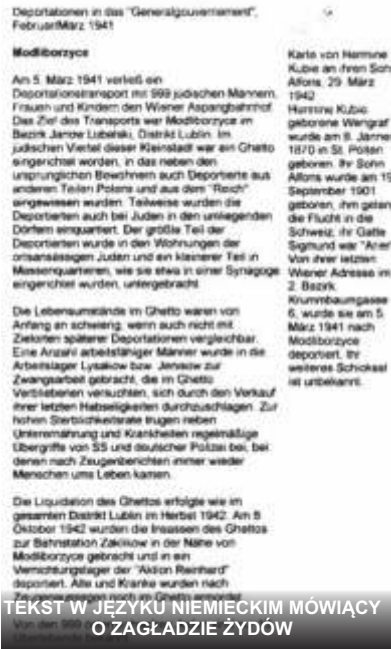 Deportationen in das "Generalgouvernement",
Februar/März 1941
Modliborzyce
Am 5. März 1941 verließ ein
Deportationstransport mit 999 jüdischen Männern,
Frauen und Kindern den Wiener Aspangbahnhof.
Das Ziel des Transports war Modliborzyce im
Bezirk Janow Lubelski, Distrikt Lublin. Im
jüdischen Viertel dieser Kleinstadt war ein Ghetto
eingerichtet worden, in das neben den
ursprünglichen Bewohnern auch Deportierte aus
anderen Teilen Polens und aus dem "Reich"
eingewiesen wurden. Teilweise wurden die
Deportierten auch bei Juden in den umliegenden
Dörfern einquartiert. Der größte Teil der
Deportierten wurde in den Wohnungen der
ortsansässigen Juden und ein kleinerer Teil in
Massenquartieren, wie sie etwa in einer Synagoge
eingerichtet wurden, untergebracht.
Die Lebensumstände im Ghetto waren von
Anfang an schwierig, wenn auch nicht mit
Zielorten späterer Deportationen vergleichbar.
Eine Anzahl arbeitsfähiger Männer wurde in die
Arbeitslager Lysakow bzw. Janiszow zur
Zwangsarbeit gebracht, die im Ghetto
Verbliebenen versuchten, sich durch den Verkauf
ihrer letzten Habseligkeiten durchzuschlagen. Zur
hohen Sterblichkeitsrate trugen neben
Unterernährung und Krankheiten regelmäßige
Übergriffe von SS und deutscher Polizei bei, bei
denen nach Zeugenberichten immer wieder
Menschen ums Leben kamen.
Die Liquidation des Ghettos erfolgte wie im
gesamten Distrikt Lublin im Herbst 1942. Am 8.
Oktober 1942 wurden die Insassen des Ghettos
zur Bahnstation Zaklikow in der Nähe von
Modliborzyce gebracht und in ein
Vernichtungslager der "Aktion Reinhard"
deportiert. Alte und Kranke wurden nach
Zeugenaussagen noch im Ghetto ermordet.
Von den 999
Karte von Hermine
Kubie an ihren Soh
Alfons, 29. März
1942
Hermine Kubie
geborene Wengraf
wurde am 8. Jänner
1870 in St. Pölten
geboren. Ihr Sohn
Alfons wurde am 19
September 1901
geboren, ihm gelan
die Flucht in die
Schweiz, ihr Gatte
Sigmund war "Arier
Von ihrer letzten
Wiener Adresse im
2. Bezirk,
Krummbaumgasse
6, wurde sie am 5.
März 1941 nach
Modliborzyce
deportiert. Ihr
weiteres Schicksal
ist unbekannt.
TEKST W JĘZYKU NIEMIECKIM MÓWIĄCY
O ZAGŁADZIE ŻYDÓW